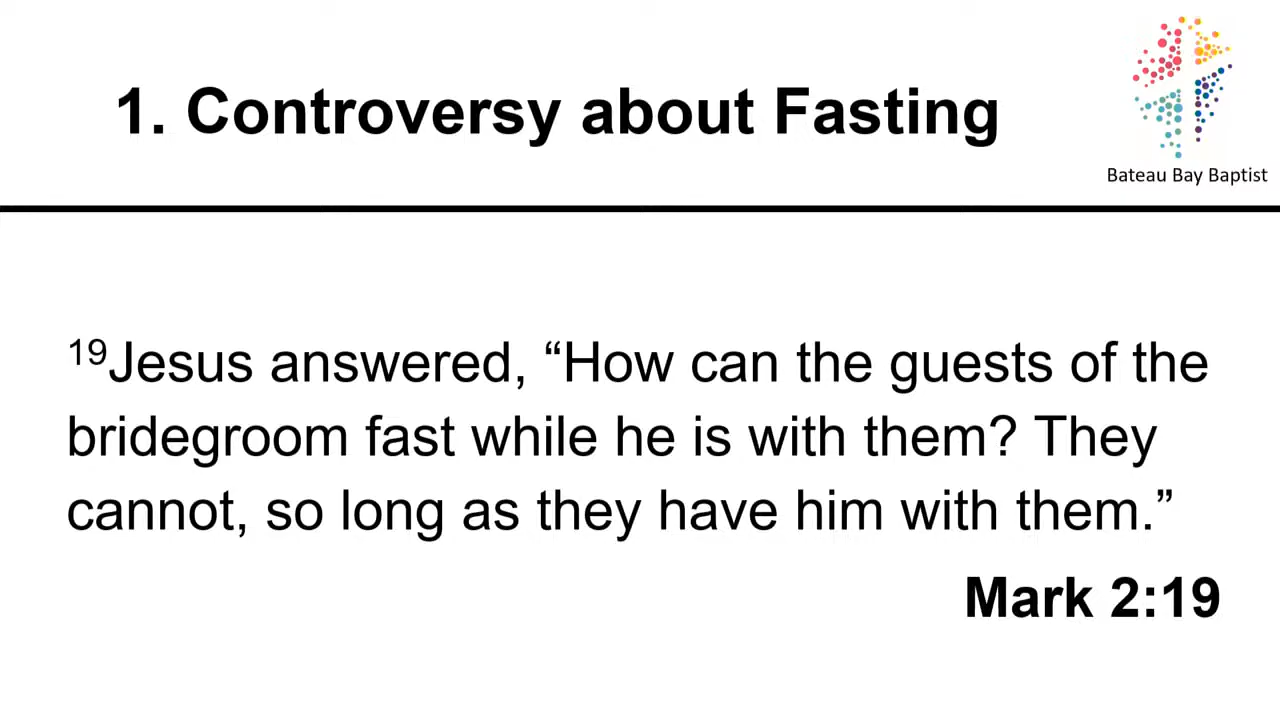 1. Controversy about Fasting
Bateau Bay Baptist
19Jesus answered, “How can the guests of the
bridegroom fast while he is with them? They
cannot, so long as they have him with them.”
Mark 2:19